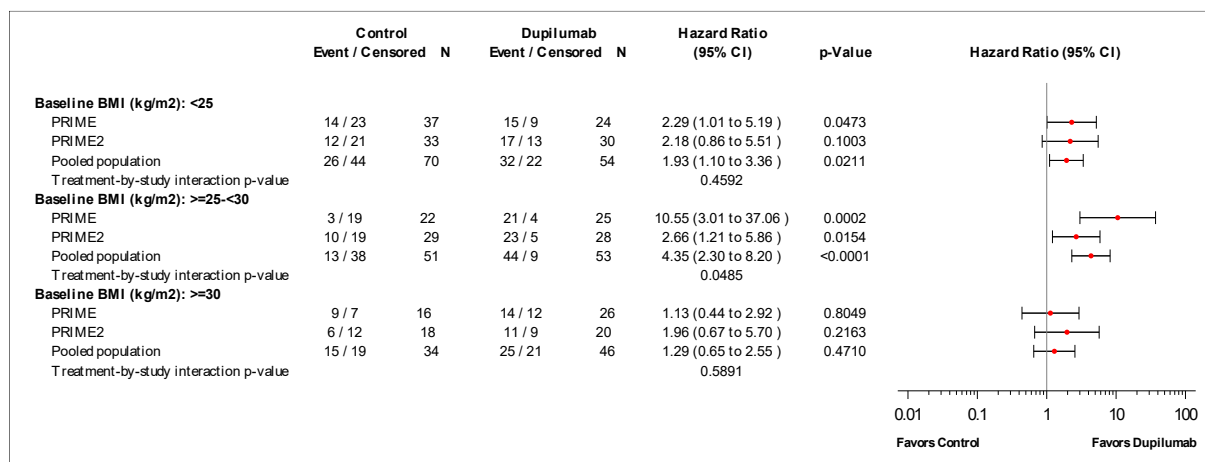 Control Dupilumab Hazard Ratio
Event / Censored N Event / Censored N (95% CI) p-Value Hazard Ratio (95% CI)
Baseline BMI (kg/m2): <25
PRIME 14 / 23 37 15 / 9 24 2.29 (1.01 to 5.19 ) 0.0473
PRIME2 12 / 21 33 17 / 13 30 2.18 (0.86 to 5.51 ) 0.1003
Pooled population 26 / 44 70 32 / 22 54 1.93 (1.10 to 3.36 ) 0.0211
Treatment-by-study interaction p-value 0.4592
Baseline BMI (kg/m2): >=25-<30
PRIME 3 / 19 22 21 / 4 25 10.55 (3.01 to 37.06 ) 0.0002
PRIME2 10 / 19 29 23 / 5 28 2.66 (1.21 to 5.86 ) 0.0154
Pooled population 13 / 38 51 44 / 9 53 4.35 (2.30 to 8.20 ) <0.0001
Treatment-by-study interaction p-value 0.0485
Baseline BMI (kg/m2): >=30
PRIME 9 / 7 16 14 / 12 26 1.13 (0.44 to 2.92 ) 0.8049
PRIME2 6 / 12 18 11 / 9 20 1.96 (0.67 to 5.70 ) 0.2163
Pooled population 15 / 19 34 25 / 21 46 1.29 (0.65 to 2.55 ) 0.4710
Treatment-by-study interaction p-value 0.5891
0.01 0.1 1 10 100
Favors Control Favors Dupilumab